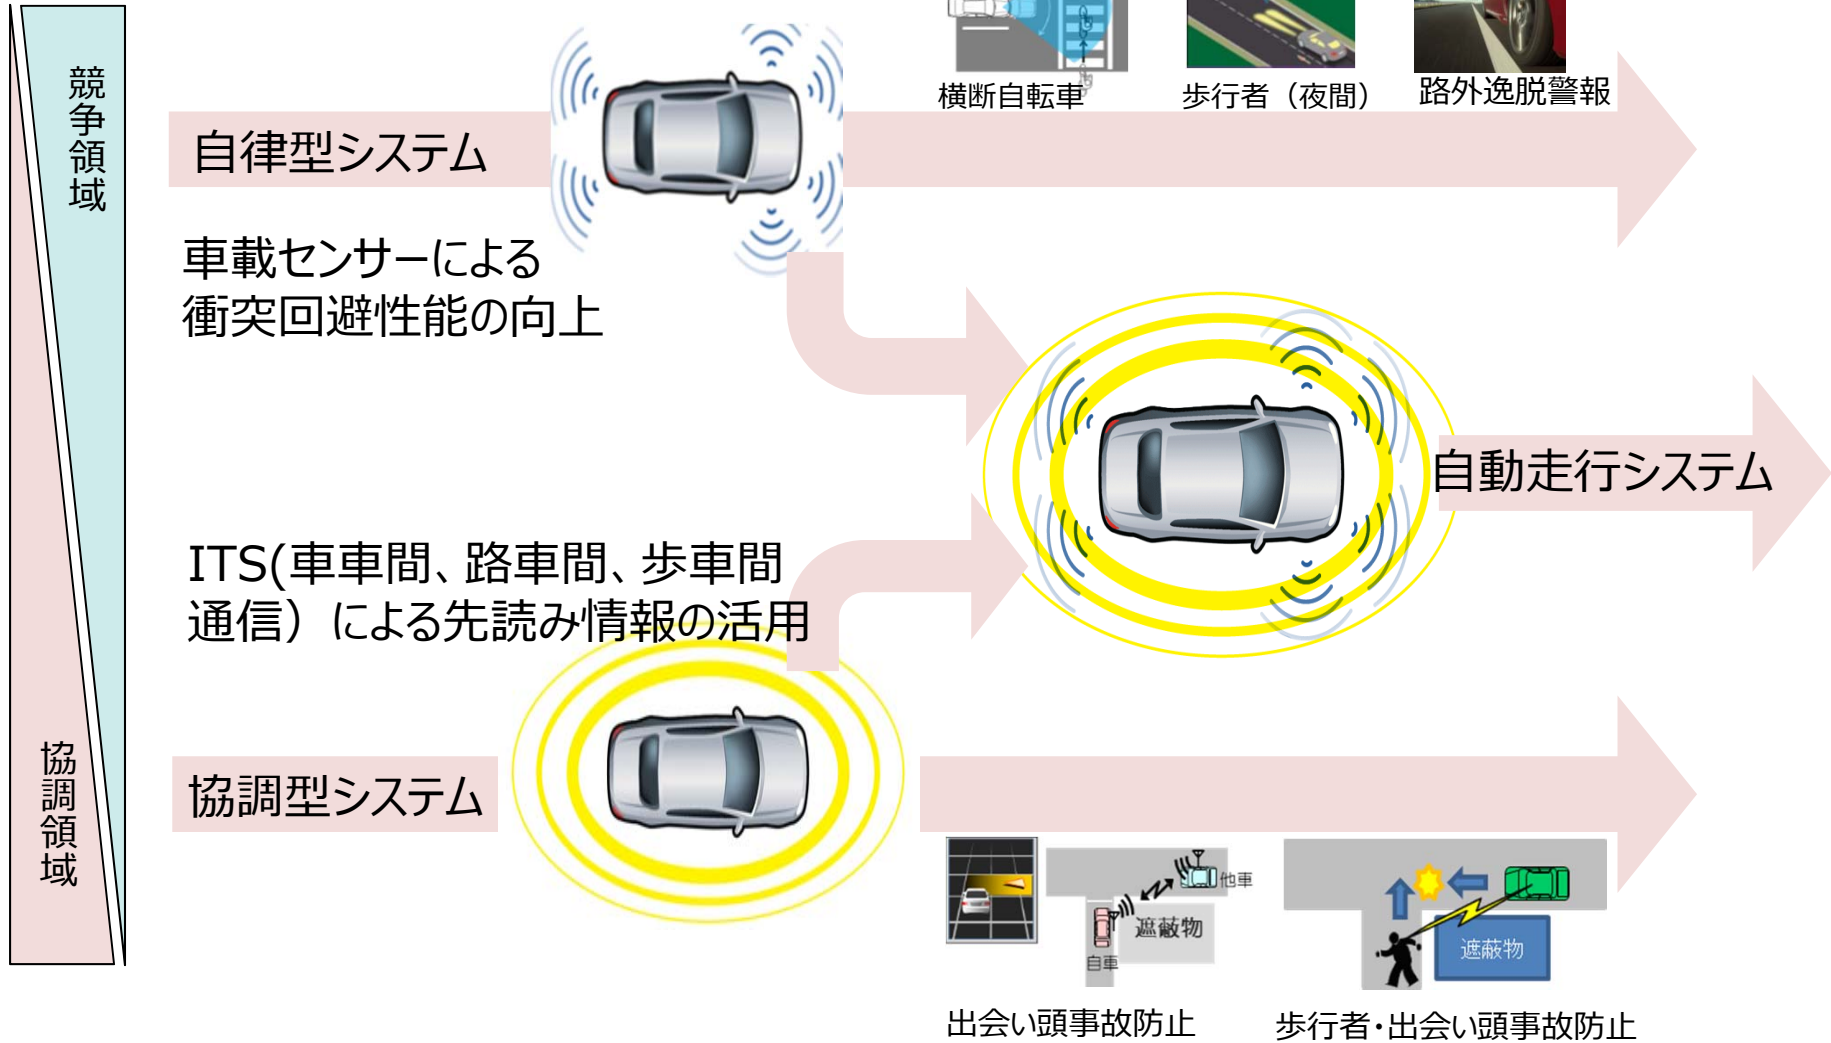 競争領域
横断自転車
歩行者（夜間）
路外逸脱警報
自律型システム
車載センサーによる
衝突回避性能の向上
自動走行システム
ITS(車車間、路車間、歩車間
通信）による先読み情報の活用
協調領域
協調型システム
他車
遮蔽物
自車
遮蔽物
出会い頭事故防止
歩行者・出会い頭事故防止